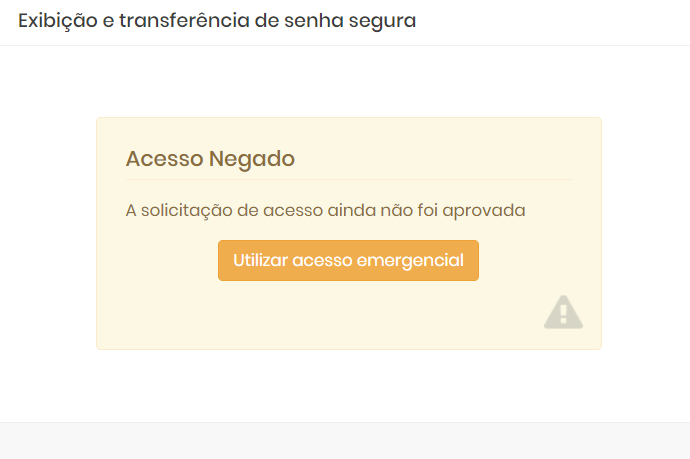 Exibição e transferência de senha segura
Acesso Negado
A solicitação de acesso ainda não foi aprovada
Utilizar acesso emergencial